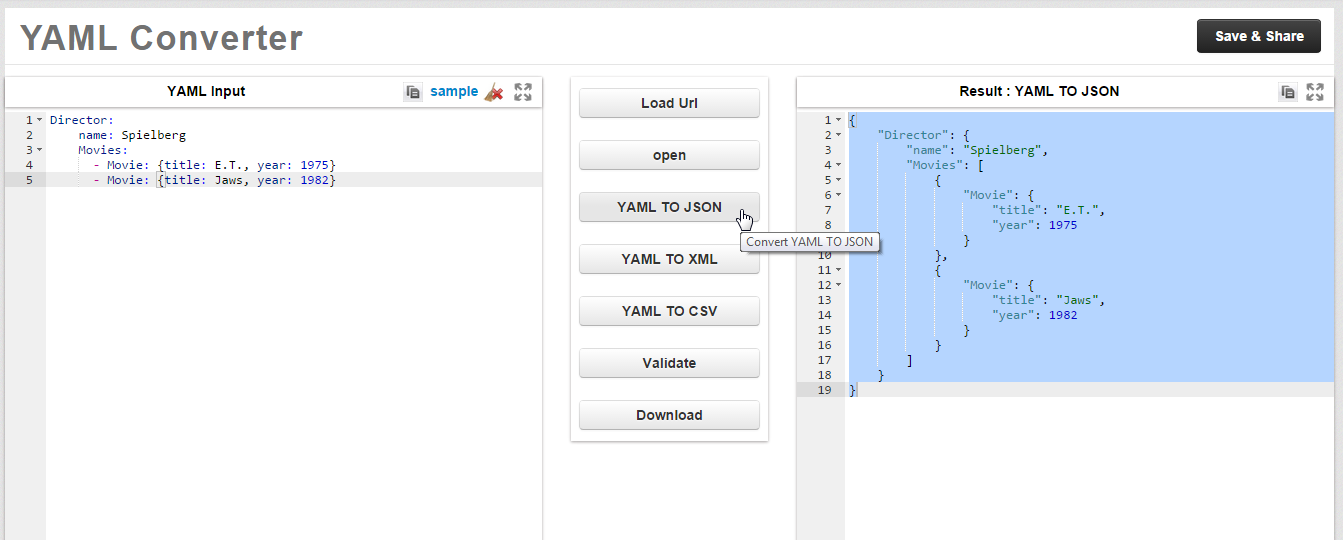 YAML Converter
Save & Share
YAML Input
sample
1 Director:
2     name: Spielberg
3     Movies:
4       - Movie: {title: E.T., year: 1975}
5       - Movie: {title: Jaws, year: 1982}
Load Url
open
YAML TO JSON
Convert YAML TO JSON
YAML TO XML
YAML TO CSV
Validate
Download
Result : YAML TO JSON
1 {
2     "Director": {
3         "name": "Spielberg",
4         "Movies": [
5             {
6                 "Movie": {
7                     "title": "E.T.",
8                     "year": 1975
                 }
10             },
11             {
12                 "Movie": {
13                     "title": "Jaws",
14                     "year": 1982
15                 }
16             }
17         ]
18     }
19 }